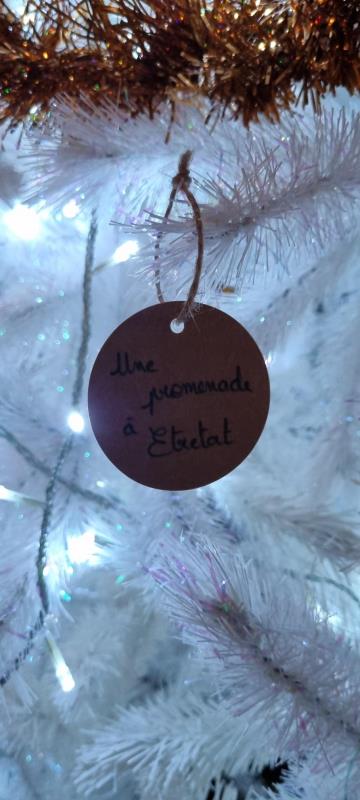 Une
promenade
à Etretat